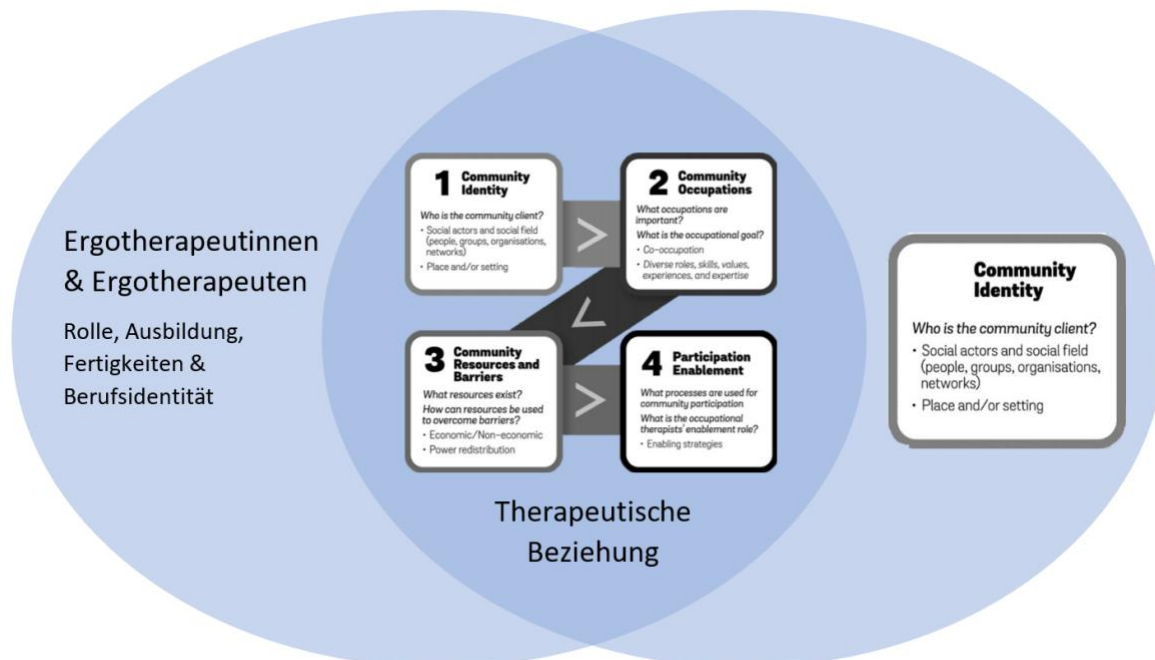 Ergotherapeutinnen
& Ergotherapeuten
Rolle, Ausbildung,
Fertigkeiten &
Berufsidentität
1 Community
Identity
Who is the community client?
• Social actors and social field
(people, groups, organisations,
networks)
• Place and/or setting
>
2 Community
Occupations
What occupations are
important?
What is the occupational goal?
• Co-occupation
• Diverse roles, skills, values,
experiences, and expertise
>
3 Community
Resources and
Barriers
What resources exist?
How can resources be used
to overcome barriers?
• Economic/Non-economic
• Power redistribution
>
4 Participation
Enablement
What processes are used for
community participation
What is the occupational
therapists' enablement role?
• Enabling strategies
Therapeutische
Beziehung
Community
Identity
Who is the community client?
• Social actors and social field
(people, groups, organisations,
networks)
• Place and/or setting